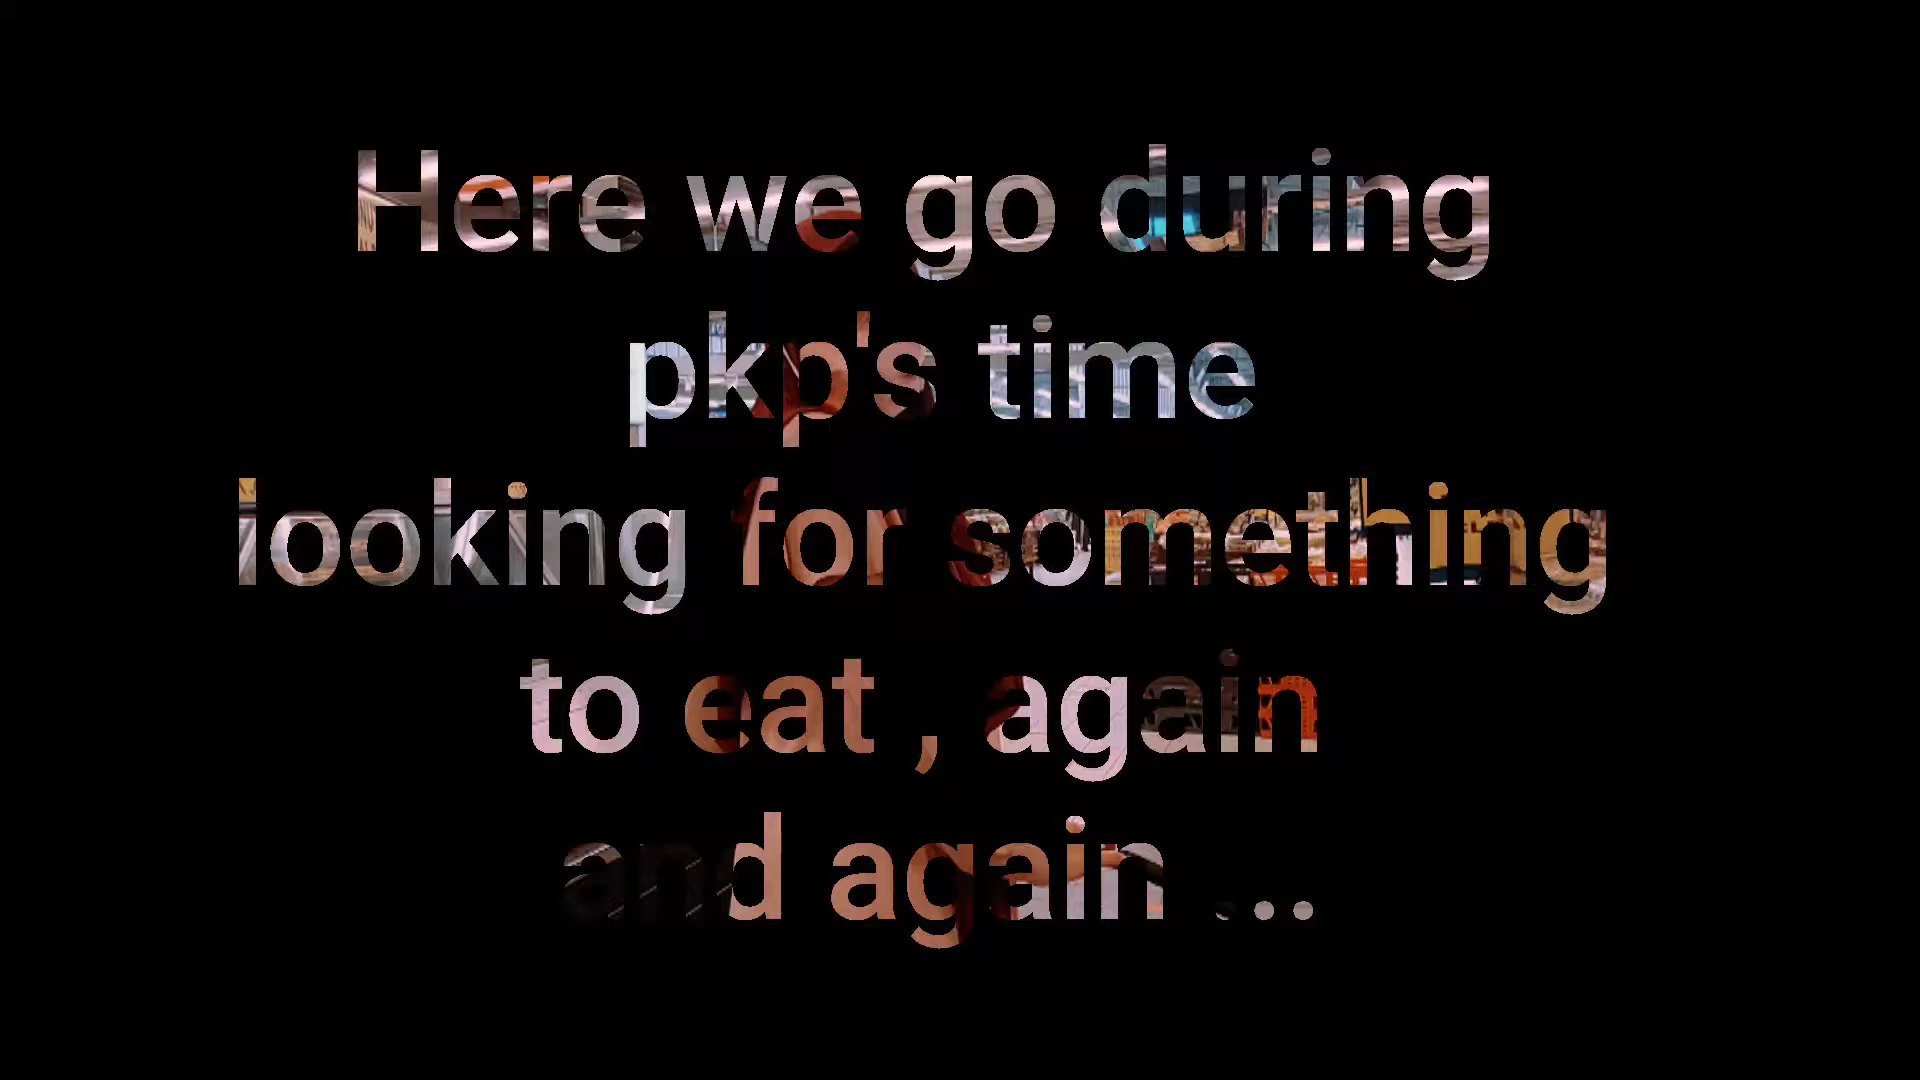 Here we go during
pkp's time
looking for something
to eat , again
and again ...